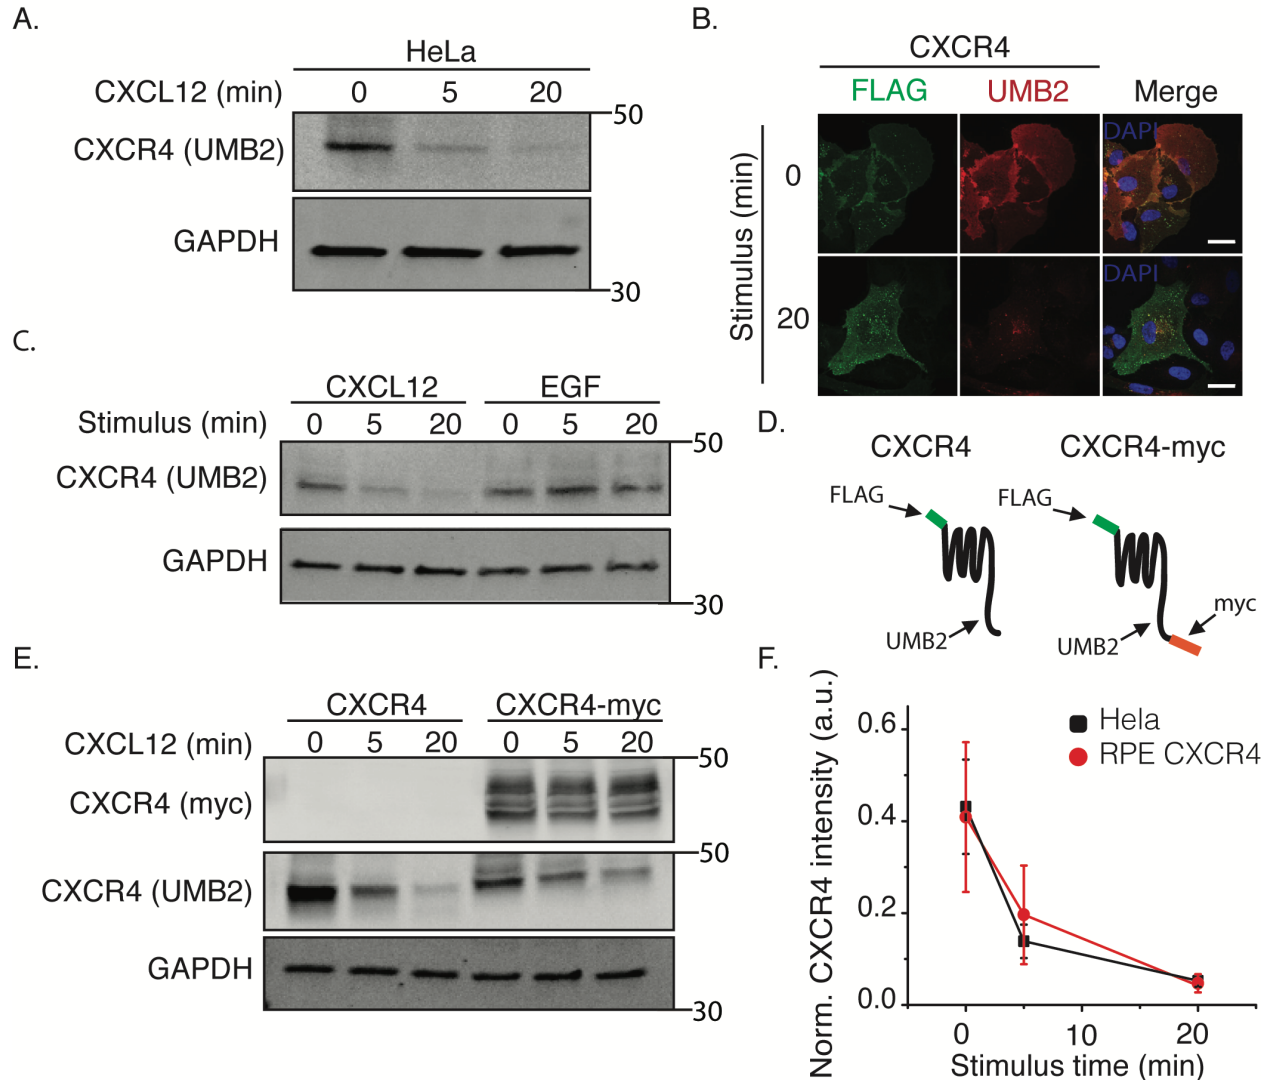 A.
HeLa
CXCL12 (min) 0 5 20
50
CXCR4 (UMB2)
GAPDH
30
B.
CXCR4
FLAG UMB2 Merge
Stimulus (min)
0
DAPI
20
DAPI
C.
CXCL12 EGF
Stimulus (min) 0 5 20 0 5 20
50
CXCR4 (UMB2)
GAPDH
30
D.
CXCR4 CXCR4-myc
FLAG FLAG
myc
UMB2 UMB2
E.
CXCR4 CXCR4-myc
CXCL12 (min) 0 5 20 0 5 20
50
CXCR4 (myc)
50
CXCR4 (UMB2)
GAPDH
30
F.
Norm. CXCR4 intensity (a.u.)
0.6
0.4
0.2
0.0
Hela
RPE CXCR4
0 10 20
Stimulus time (min)